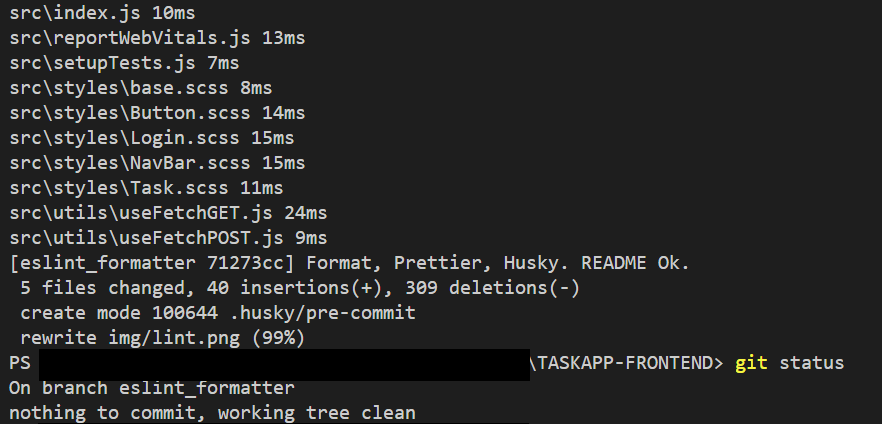 src\index.js 10ms
src\reportWebVitals.js 13ms
src\setupTests.js 7ms
src\styles\base.scss 8ms
src\styles\Button.scss 14ms
src\styles\Login.scss 15ms
src\styles\NavBar.scss 15ms
src\styles\Task.scss 11ms
src\utils\useFetchGET.js 24ms
src\utils\useFetchPOST.js 9ms
[eslint_formatter 71273cc] Format, Prettier, Husky. README Ok.
 5 files changed, 40 insertions(+), 309 deletions(-)
 create mode 100644 .husky/pre-commit
 rewrite img/lint.png (99%)
PS \TASKAPP-FRONTEND> git status
On branch eslint_formatter
nothing to commit, working tree clean